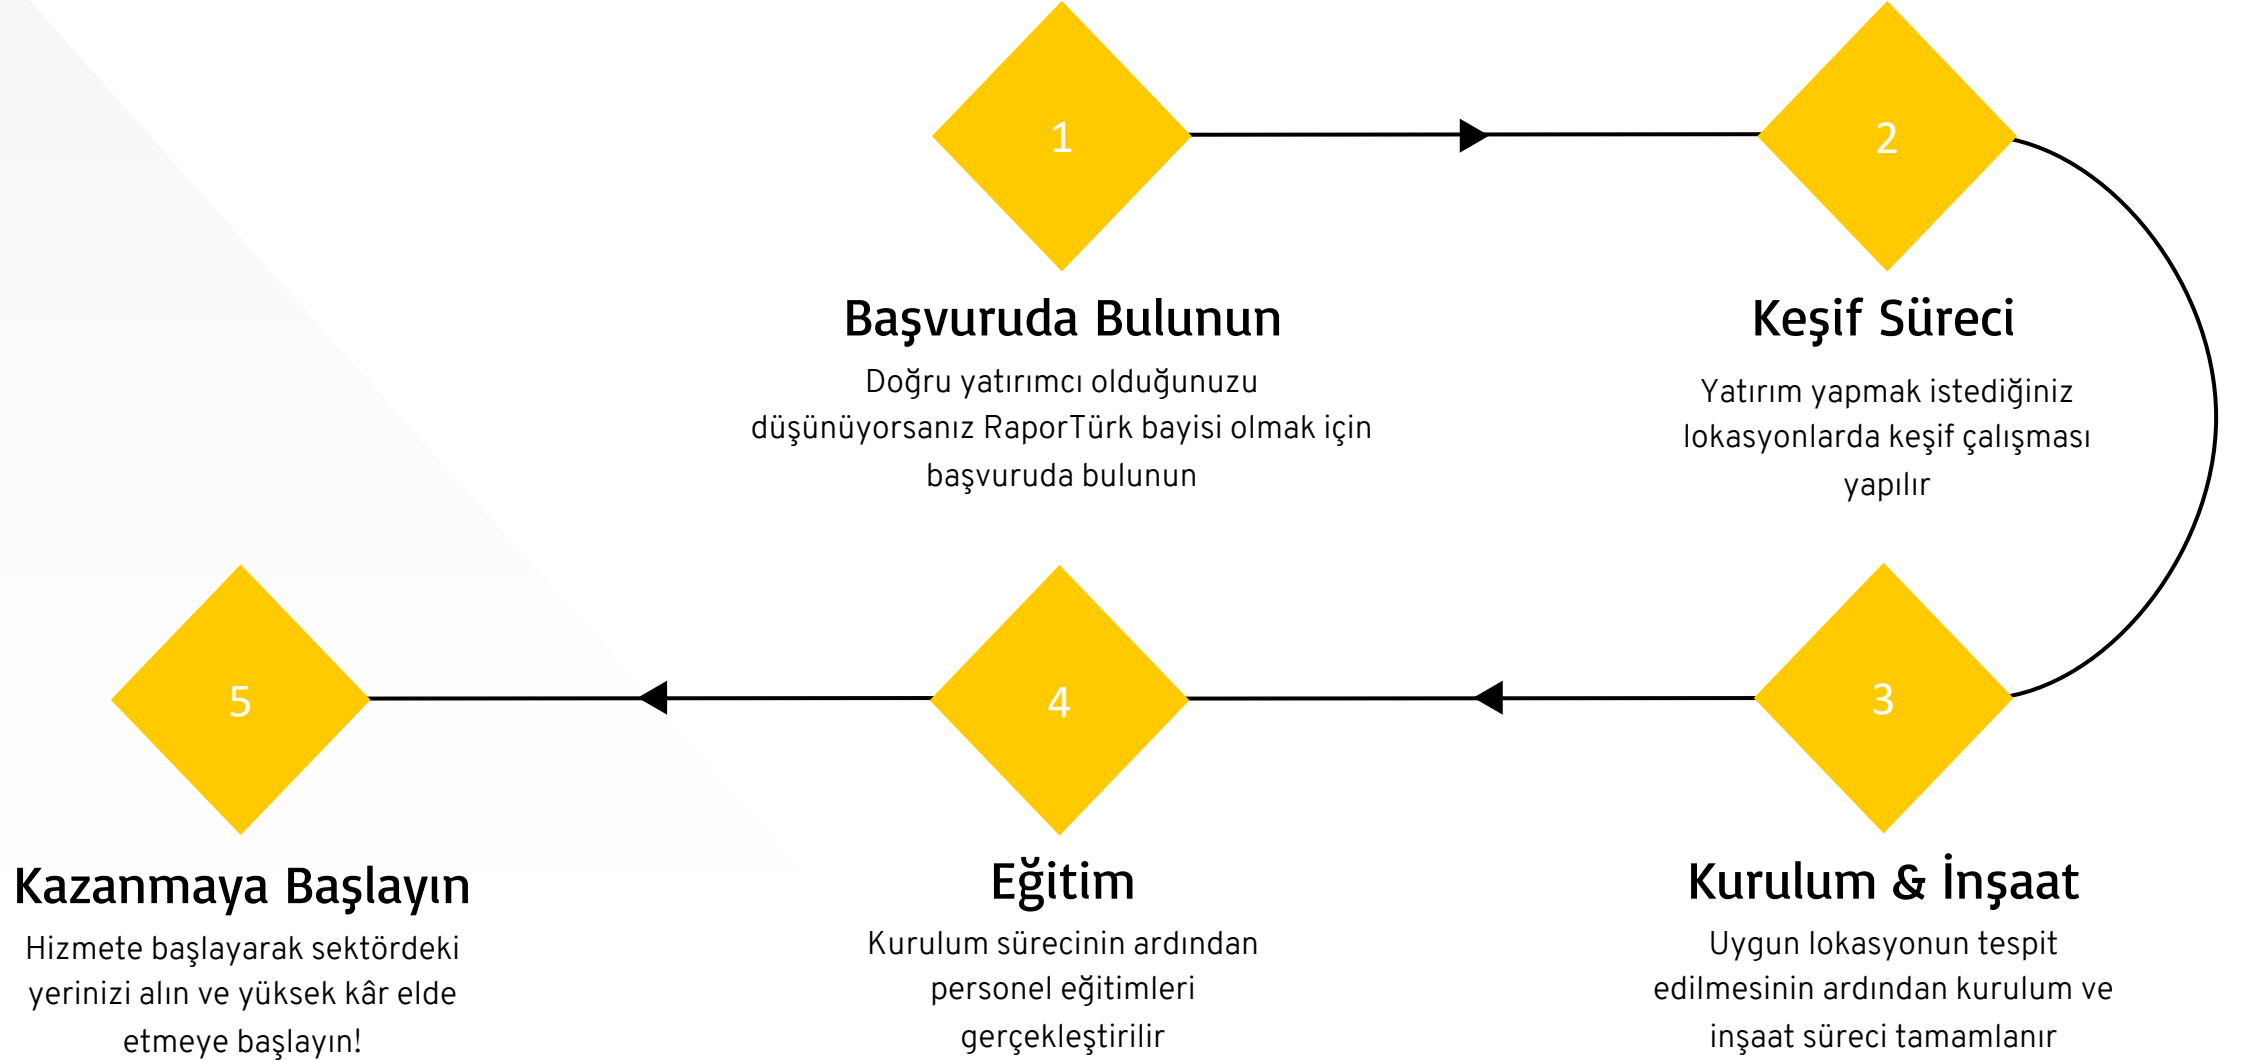 1
Başvuruda Bulunun
Doğru yatırımcı olduğunuzu
düşünüyorsanız RaporTürk bayisi olmak için
başvuruda bulunun
2
Keşif Süreci
Yatırım yapmak istediğiniz
lokasyonlarda keşif çalışması
yapılır
3
Kurulum & İnşaat
Uygun lokasyonun tespit
edilmesinin ardından kurulum ve
inşaat süreci tamamlanır
4
Eğitim
Kurulum sürecinin ardından
personel eğitimleri
gerçekleştirilir
5
Kazanmaya Başlayın
Hizmete başlayarak sektördeki
yerinizi alın ve yüksek kâr elde
etmeye başlayın!